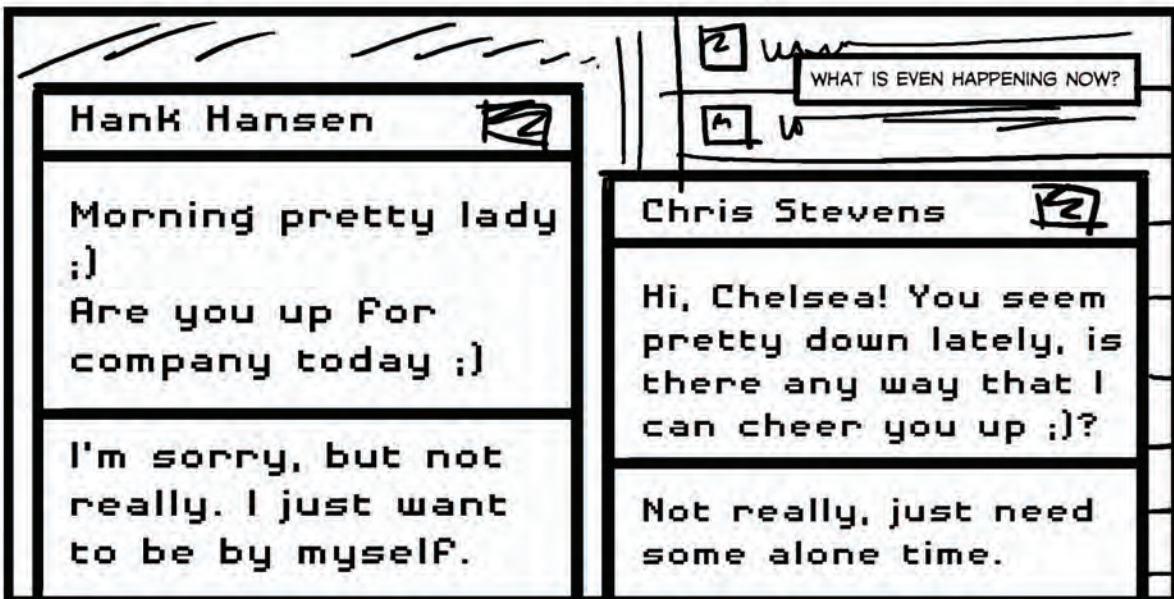 WHAT IS EVEN HAPPENING NOW?
Hank Hansen
Morning pretty lady
;)
Are you up for
company today ;)
I'm sorry, but not
really. I just want
to be by myself.
Chris Stevens
Hi, Chelsea! You seem
pretty down lately, is
there any way that I
can cheer you up ;)?
Not really, just need
some alone time.